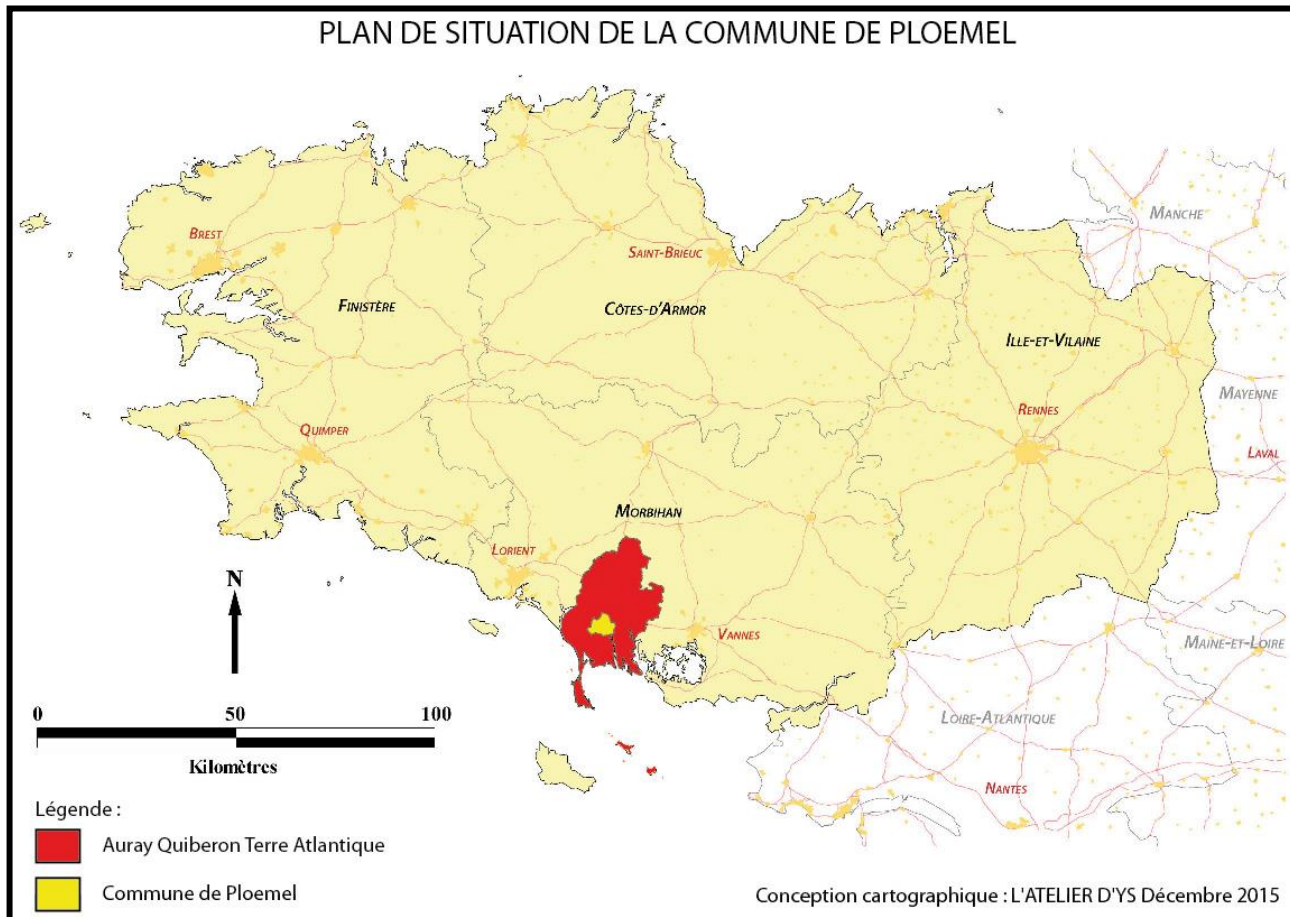 PLAN DE SITUATION DE LA COMMUNE DE PLOEMEL
MANCHE
BREST
SAINT-BRIEUC
FINISTÈRE
CÔTES-D'ARMOR
ILLE-ET-VILAINE
MAYENNE
RENNES
QUIMPER
LAVAL
MORBIHAN
LORIENT
N
VANNES
MAINE-ET-LOIRE
LOIRE-ATLANTIQUE
0 50 100
Kilomètres
NANTES
Légende :
Auray Quiberon Terre Atlantique
Commune de Ploemel
Conception cartographique : L'ATELIER D'YS Décembre 2015